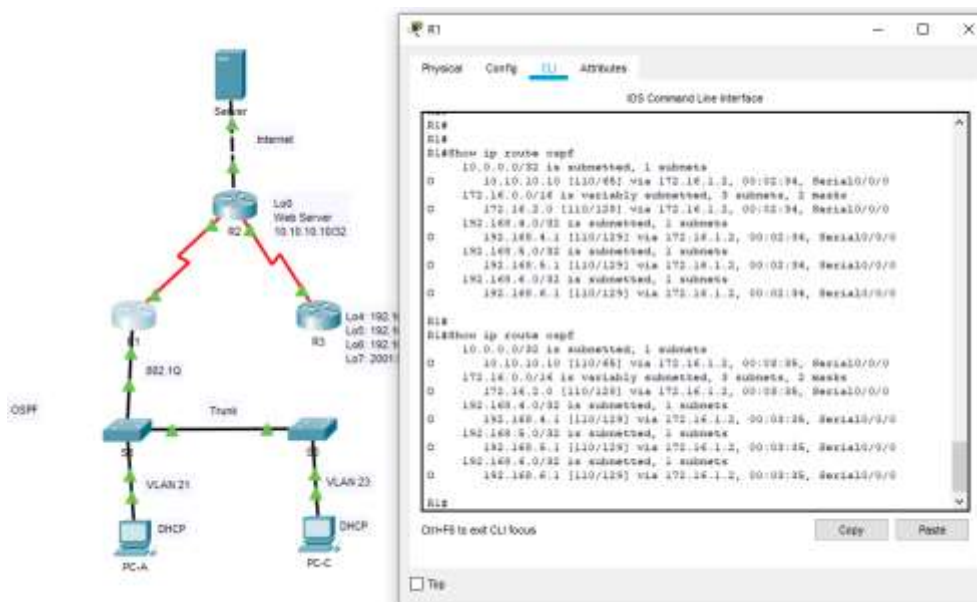 Server
Internet
Lo0
Web Server
10.10.10.10/32
R2
R3
Lo4: 192.1
Lo5: 192.1
Lo6: 192.1
Lo7: 2001:
802.1Q
OSPF
Trunk
VLAN 21
VLAN 23
DHCP
DHCP
PC-A
PC-C
R1
Physical Config CLI Attributes
IOS Command Line Interface
R1#
R1#
R1#Show ip route ospf
10.0.0.0/32 is subnetted, 1 subnets
O 10.10.10.10 [110/65] via 172.16.1.2, 00:02:34, Serial0/0/0
172.16.0.0/16 is variably subnetted, 3 subnets, 2 masks
O 172.16.2.0 [110/128] via 172.16.1.2, 00:02:34, Serial0/0/0
192.168.4.0/32 is subnetted, 1 subnets
O 192.168.4.1 [110/129] via 172.16.1.2, 00:02:34, Serial0/0/0
192.168.5.0/32 is subnetted, 1 subnets
O 192.168.5.1 [110/129] via 172.16.1.2, 00:02:34, Serial0/0/0
192.168.6.0/32 is subnetted, 1 subnets
O 192.168.6.1 [110/129] via 172.16.1.2, 00:02:34, Serial0/0/0
R1#
R1#Show ip route ospf
10.0.0.0/32 is subnetted, 1 subnets
O 10.10.10.10 [110/65] via 172.16.1.2, 00:03:35, Serial0/0/0
172.16.0.0/16 is variably subnetted, 3 subnets, 2 masks
O 172.16.2.0 [110/128] via 172.16.1.2, 00:03:35, Serial0/0/0
192.168.4.0/32 is subnetted, 1 subnets
O 192.168.4.1 [110/129] via 172.16.1.2, 00:03:35, Serial0/0/0
192.168.5.0/32 is subnetted, 1 subnets
O 192.168.5.1 [110/129] via 172.16.1.2, 00:03:35, Serial0/0/0
192.168.6.0/32 is subnetted, 1 subnets
O 192.168.6.1 [110/129] via 172.16.1.2, 00:03:35, Serial0/0/0
R1#
Ctrl+F6 to exit CLI focus
Copy Paste
Top